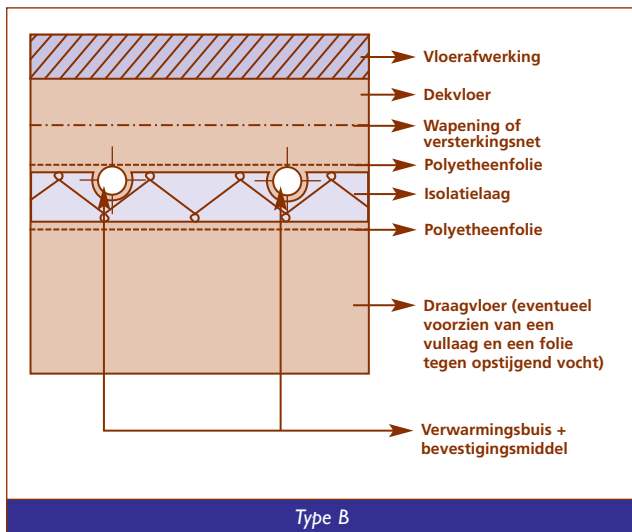 Vloerafwerking
Dekvloer
Wapening of
versterkingsnet
Polyetheenfolie
Isolatielaag
Polyetheenfolie
Draagvloer (eventueel
voorzien van een
vullaag en een folie
tegen opstijgend vocht)
Verwarmingsbuis +
bevestigingsmiddel
Type B